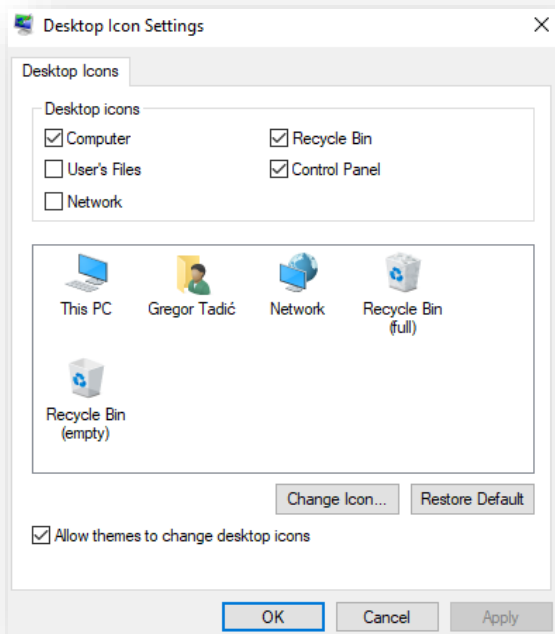 Desktop Icon Settings
Desktop Icons
Desktop icons
Computer
Recycle Bin
User's Files
Control Panel
Network
This PC
Gregor Tadić
Network
Recycle Bin
(full)
Recycle Bin
(empty)
Change Icon...
Restore Default
Allow themes to change desktop icons
OK
Cancel
Apply